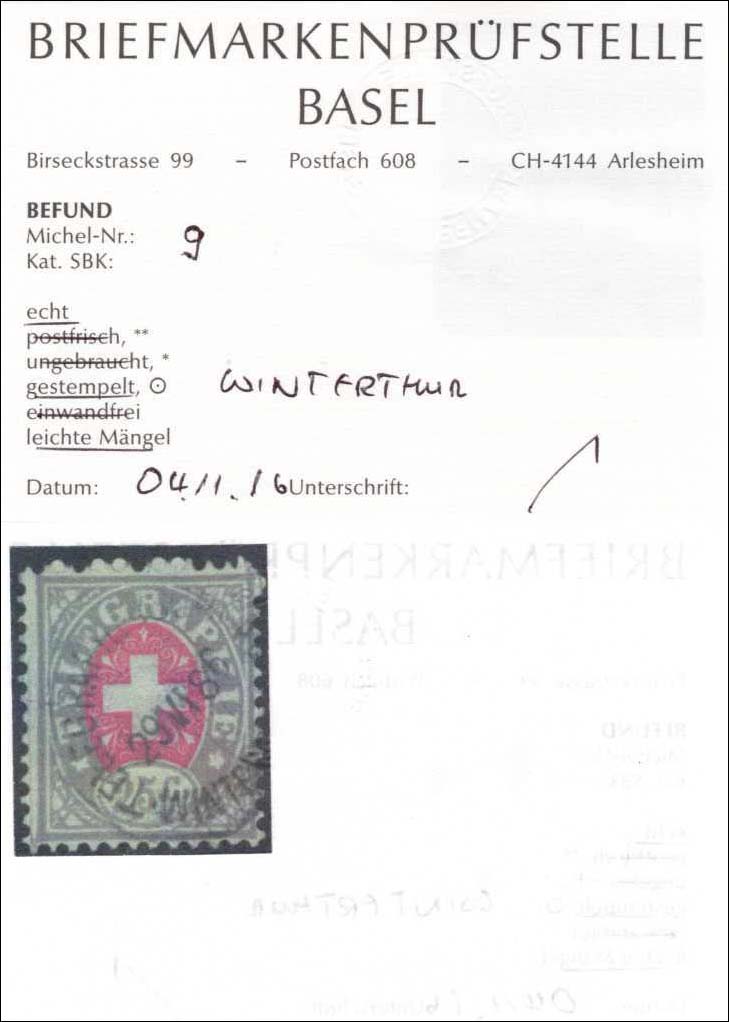 BRIEFMARKENPRÜFSTELLE
BASEL
Birseckstrasse 99 – Postfach 608 – CH-4144 Arlesheim
BEFUND
Michel-Nr.: 9
Kat. SBK:
echt
postfrisch, **
ungebraucht, *
gestempelt, ⊙ WINTERTHUR
einwandfrei
leichte Mängel
Datum: 04.11.16 Unterschrift:
TELEGRAPHIE